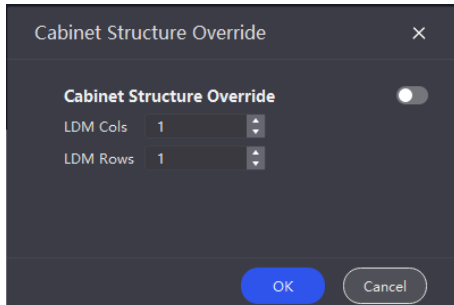 Cabinet Structure Override
Cabinet Structure Override
LDM Cols 1
LDM Rows 1
OK Cancel